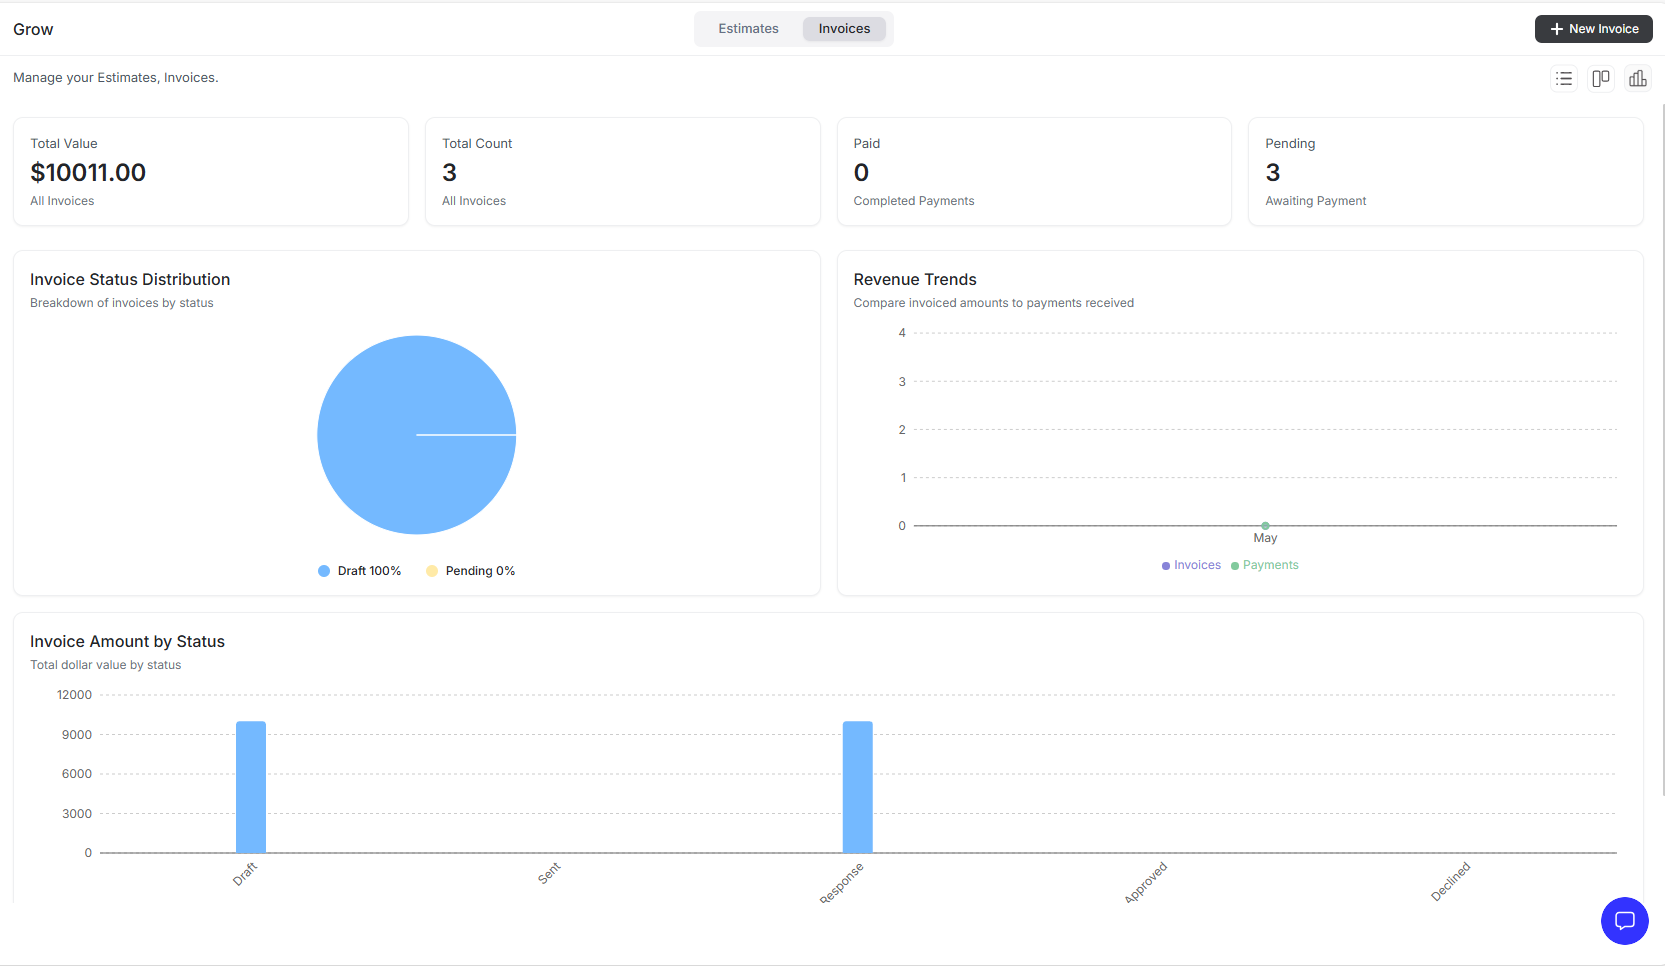 Grow
Estimates
Invoices
New Invoice
Manage your Estimates, Invoices.
Total Value
$10011.00
All Invoices
Total Count
3
All Invoices
Paid
0
Completed Payments
Pending
3
Awaiting Payment
Invoice Status Distribution
Breakdown of invoices by status
Draft 100%
Pending 0%
Revenue Trends
Compare invoiced amounts to payments received
4
3
2
1
0
May
Invoices
Payments
Invoice Amount by Status
Total dollar value by status
12000
9000
6000
3000
0
Draft
Sent
Response
Approved
Declined